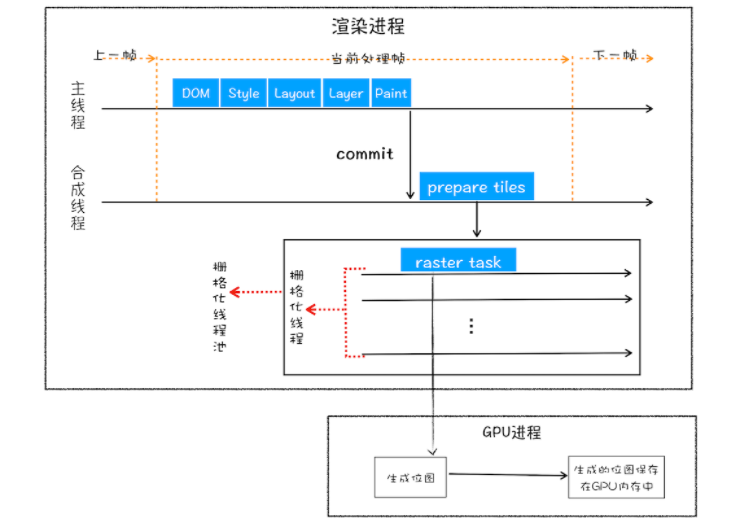 渲染进程
上一帧
当前处理帧
下一帧
主线程
DOM
Style
Layout
Layer
Paint
commit
合成线程
prepare tiles
raster task
栅格化线程池
栅格化线程
⋮
GPU进程
生成位图
生成的位图保存
在GPU内存中